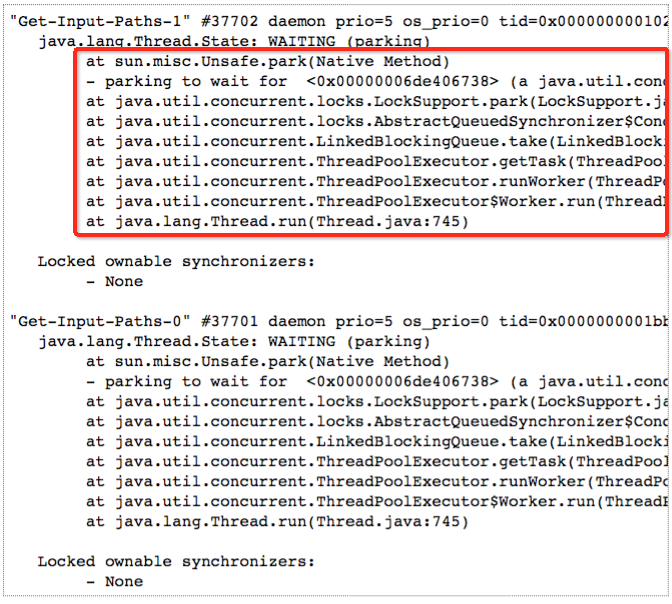 "Get-Input-Paths-1" #37702 daemon prio=5 os_prio=0 tid=0x000000000102
java.lang.Thread.State: WAITING (parking)
at sun.misc.Unsafe.park(Native Method)
- parking to wait for <0x00000006de406738> (a java.util.conc
at java.util.concurrent.locks.LockSupport.park(LockSupport.ja
at java.util.concurrent.locks.AbstractQueuedSynchronizer$Cond
at java.util.concurrent.LinkedBlockingQueue.take(LinkedBlocki
at java.util.concurrent.ThreadPoolExecutor.getTask(ThreadPool
at java.util.concurrent.ThreadPoolExecutor.runWorker(ThreadPo
at java.util.concurrent.ThreadPoolExecutor$Worker.run(ThreadP
at java.lang.Thread.run(Thread.java:745)
Locked ownable synchronizers:
- None
"Get-Input-Paths-0" #37701 daemon prio=5 os_prio=0 tid=0x0000000001bb
java.lang.Thread.State: WAITING (parking)
at sun.misc.Unsafe.park(Native Method)
- parking to wait for <0x00000006de406738> (a java.util.conc
at java.util.concurrent.locks.LockSupport.park(LockSupport.ja
at java.util.concurrent.locks.AbstractQueuedSynchronizer$Cond
at java.util.concurrent.LinkedBlockingQueue.take(LinkedBlocki
at java.util.concurrent.ThreadPoolExecutor.getTask(ThreadPool
at java.util.concurrent.ThreadPoolExecutor.runWorker(ThreadPo
at java.util.concurrent.ThreadPoolExecutor$Worker.run(ThreadP
at java.lang.Thread.run(Thread.java:745)
Locked ownable synchronizers:
- None